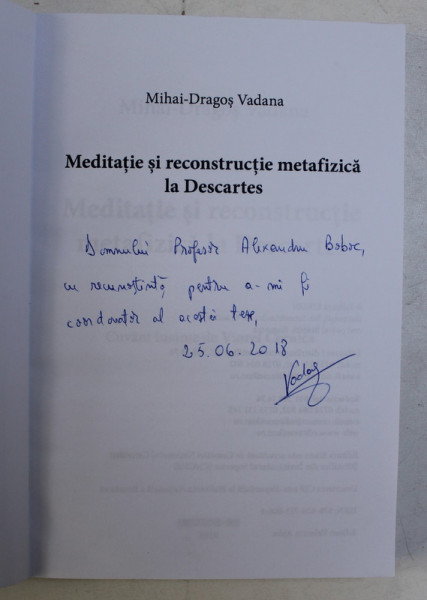 Mihai-Dragoș Vadana
Meditație și reconstrucție metafizică
la Descartes
Domnului Profesor Alexandru Boboc,
cu recunoștință pentru a-mi fi
coordonator al acestei teze,
25.06.2018